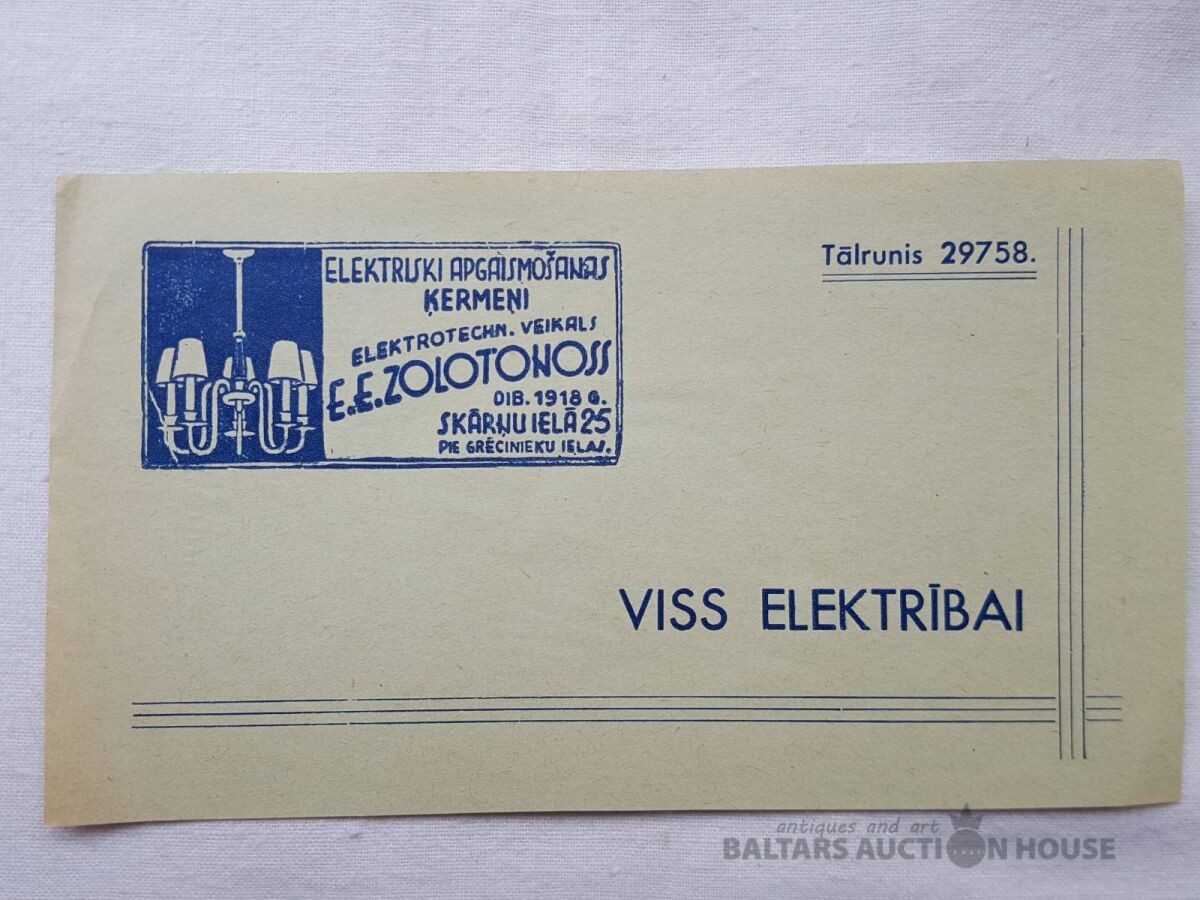 ELEKTRISKI APGAISMOŠANAS
ĶERMEŅI
ELEKTROTECHN. VEIKALS
E.E.ZOLOTONOSS
DIB. 1918 G.
SKĀRŅU IELĀ 25
PIE GRĒCINIEKU IELAS.
Tālrunis 29758.
VISS ELEKTRĪBAI
antiques and art
BALTARS AUCTION HOUSE